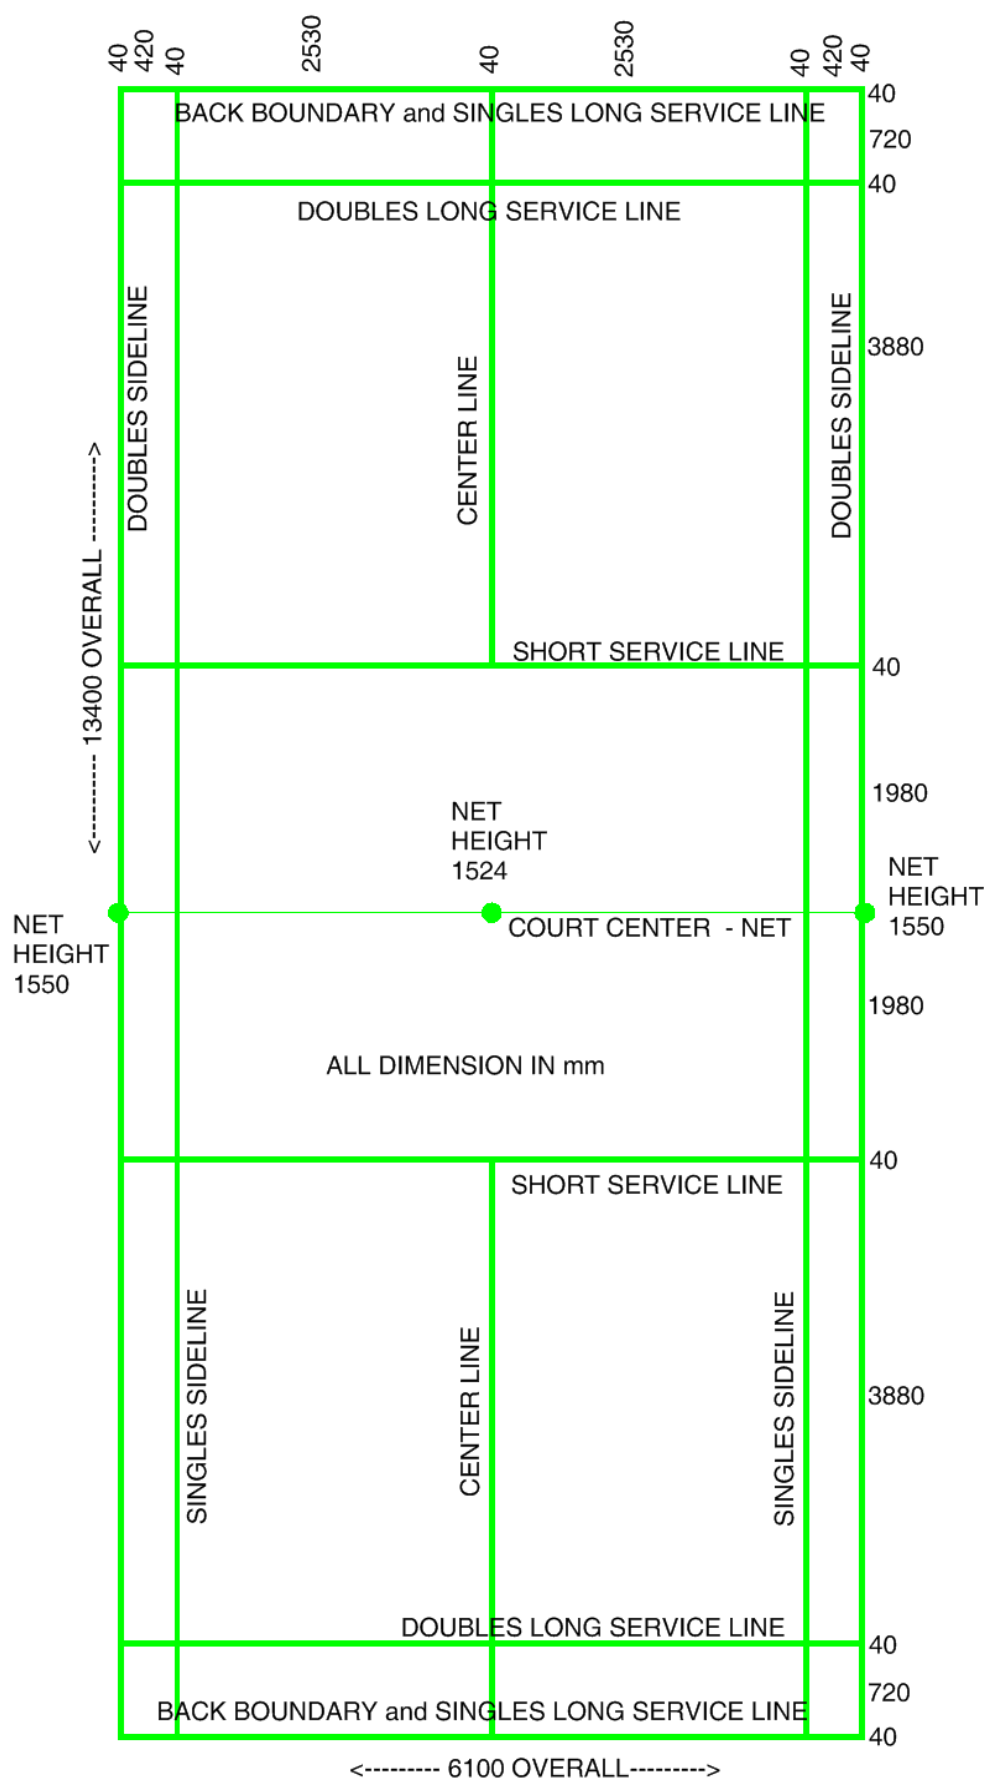 40 420 40 2530 40 2530 40 420 40
40
BACK BOUNDARY and SINGLES LONG SERVICE LINE
720
40
DOUBLES LONG SERVICE LINE
DOUBLES SIDELINE
CENTER LINE
DOUBLES SIDELINE
3880
<-------- 13400 OVERALL ---------->
SHORT SERVICE LINE
40
1980
NET
HEIGHT
1524
NET
HEIGHT
1550
COURT CENTER - NET
NET
HEIGHT
1550
1980
ALL DIMENSION IN mm
40
SHORT SERVICE LINE
SINGLES SIDELINE
CENTER LINE
SINGLES SIDELINE
3880
DOUBLES LONG SERVICE LINE
40
720
BACK BOUNDARY and SINGLES LONG SERVICE LINE
40
<--------- 6100 OVERALL--------->